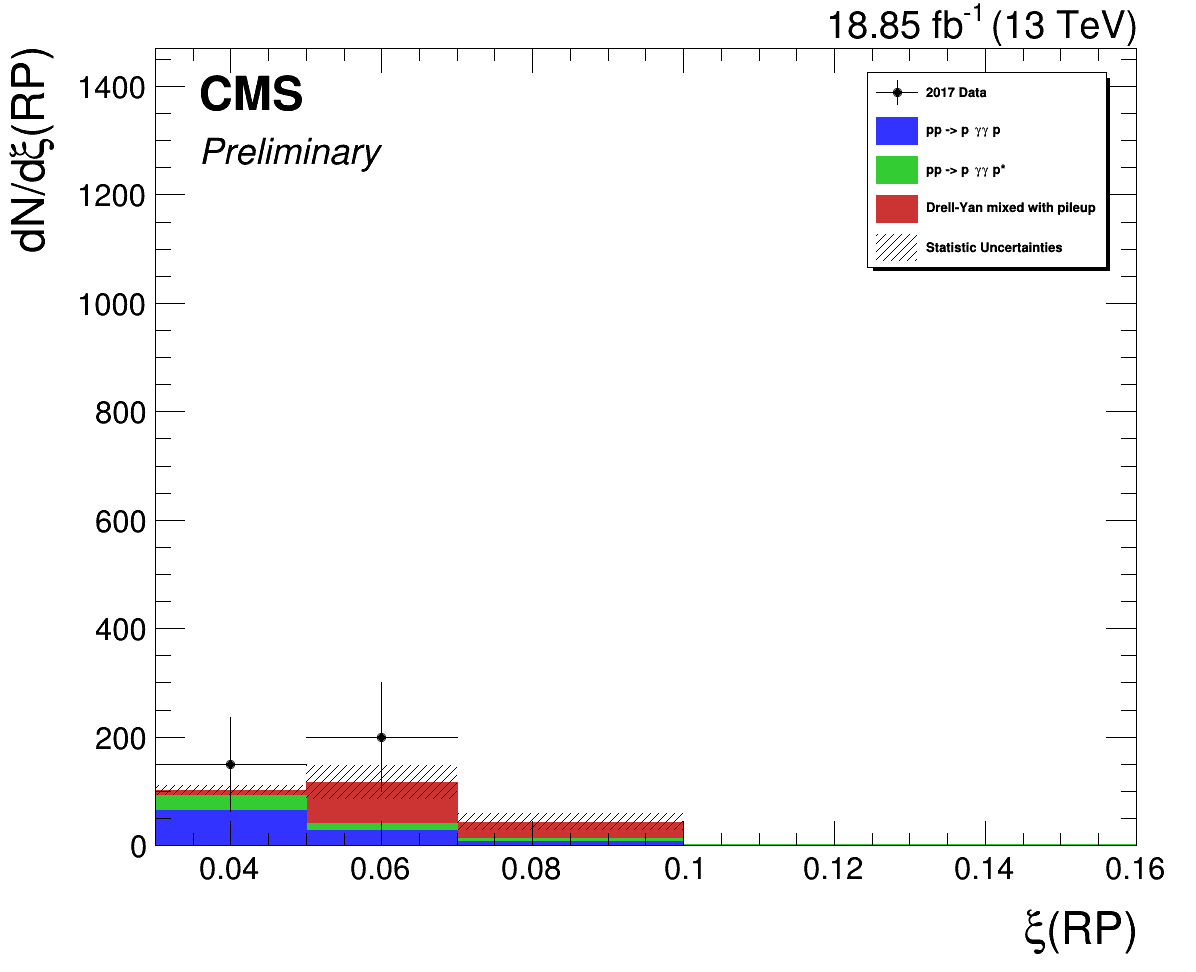 18.85 fb⁻¹ (13 TeV)
dN/dξ(RP)
CMS
Preliminary
2017 Data
pp -> p γγ p
pp -> p γγ p*
Drell-Yan mixed with pileup
Statistic Uncertainties
1400
1200
1000
800
600
400
200
0
0.04 0.06 0.08 0.1 0.12 0.14 0.16
ξ(RP)